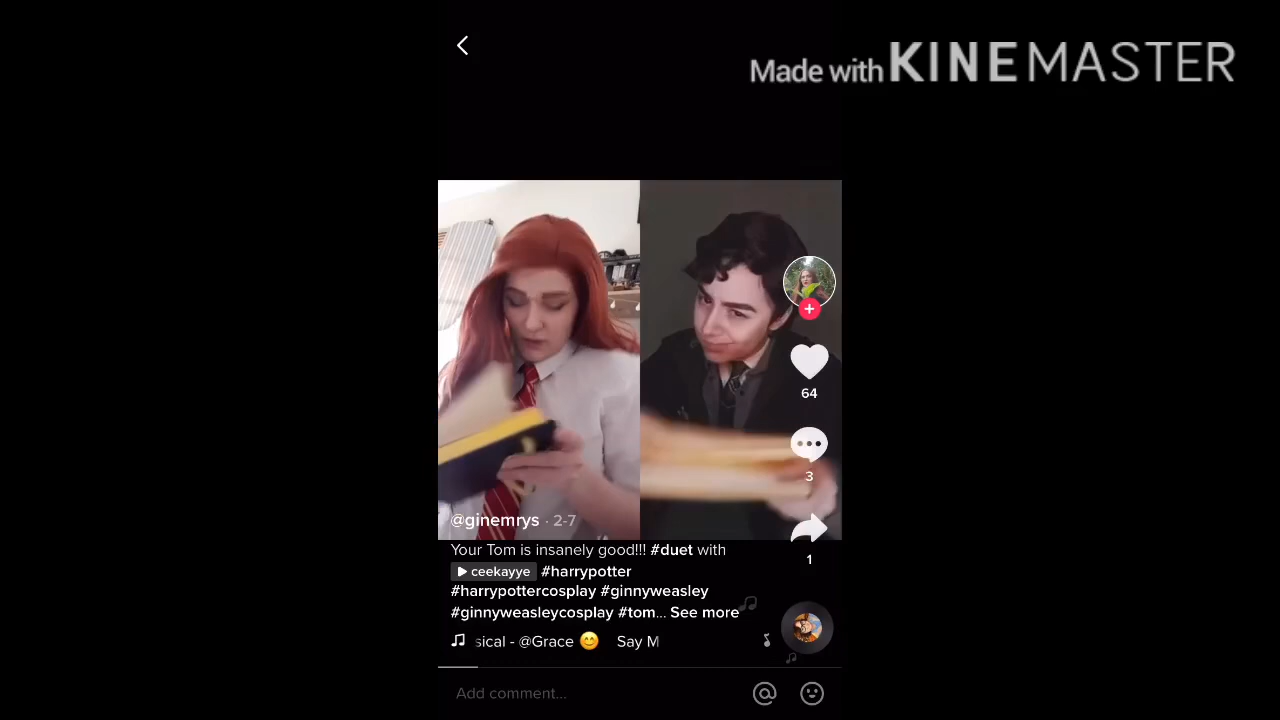 Made with KINEMASTER
64
3
@ginemrys · 2-7
Your Tom is insanely good!!! #duet with
1
ceekayye #harrypotter
#harrypottercosplay #ginnyweasley
#ginnyweasleycosplay #tom... See more
sical - @Grace 😊 Say M
Add comment...